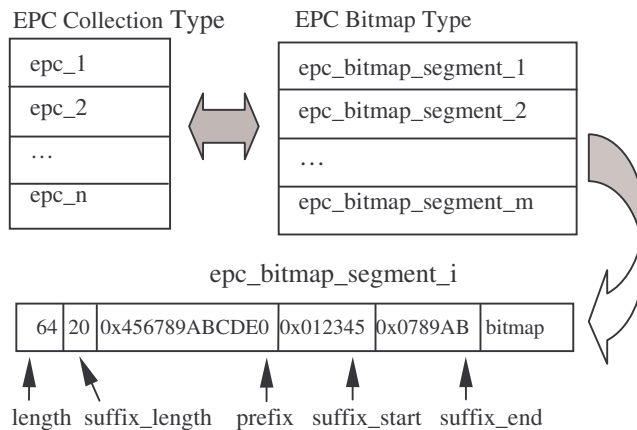 EPC Collection Type
EPC Bitmap Type
epc_1
epc_2
…
epc_n
epc_bitmap_segment_1
epc_bitmap_segment_2
…
epc_bitmap_segment_m
epc_bitmap_segment_i
64 20 0x456789ABCDE0 0x012345 0x0789AB bitmap
length suffix_length prefix suffix_start suffix_end